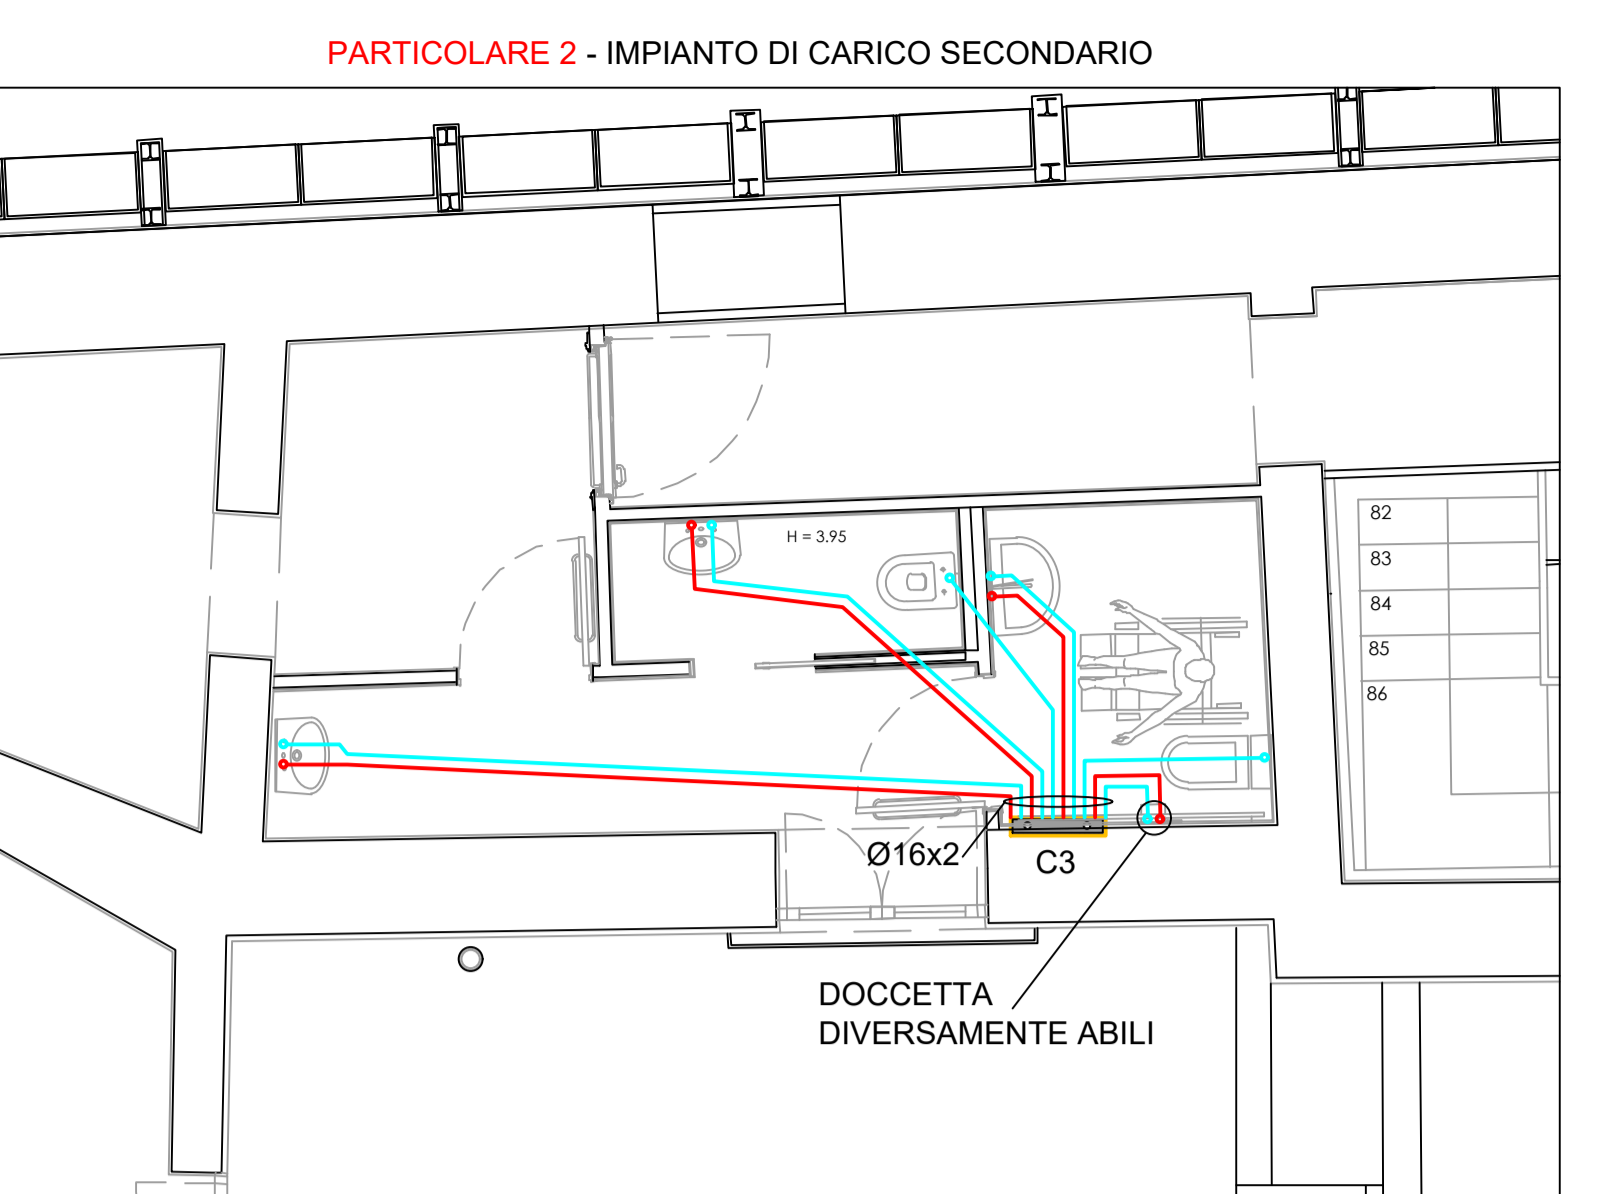 PARTICOLARE 2 - IMPIANTO DI CARICO SECONDARIO
H = 3.95
82
83
84
85
86
Ø16x2
C3
DOCCETTA
DIVERSAMENTE ABILI